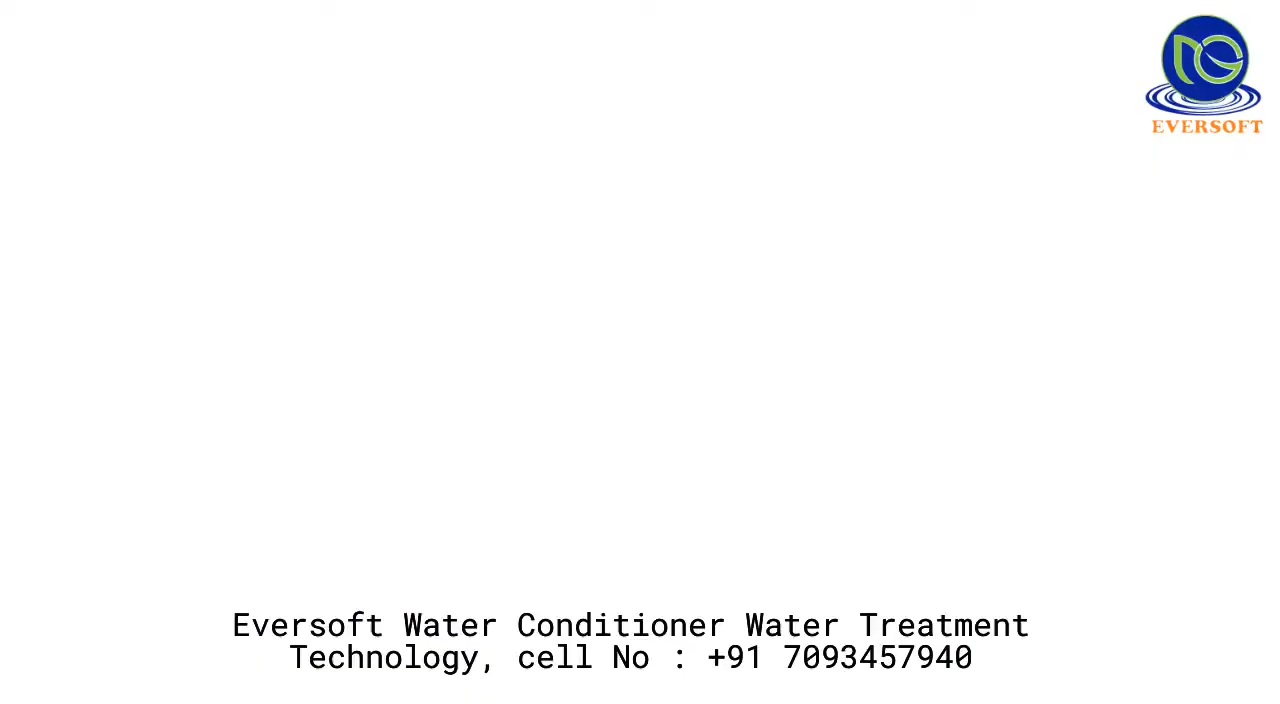 EVERSOFT
Eversoft Water Conditioner Water Treatment
Technology, cell No : +91 7093457940